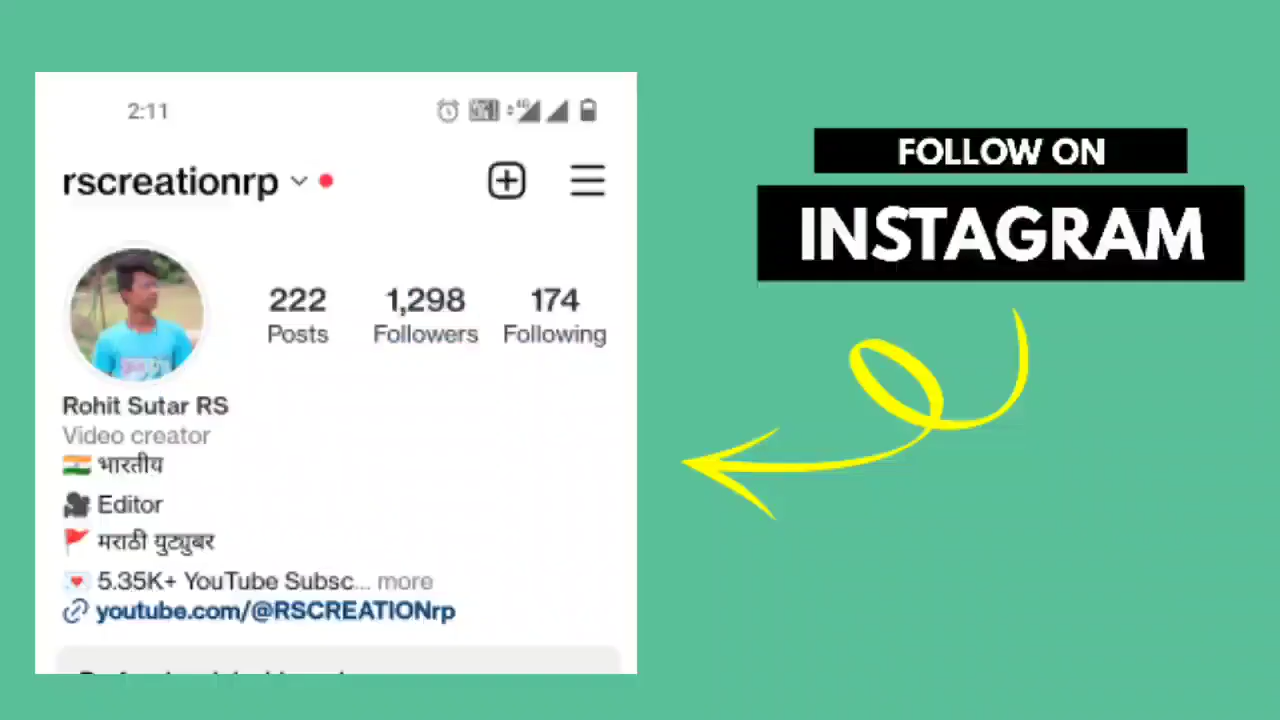 2:11
4G
rscreationrp
222
1,298
174
Posts
Followers
Following
Rohit Sutar RS
Video creator
भारतीय
Editor
मराठी युट्युबर
5.35K+ YouTube Subsc... more
youtube.com/@RSCREATIONrp
FOLLOW ON
INSTAGRAM